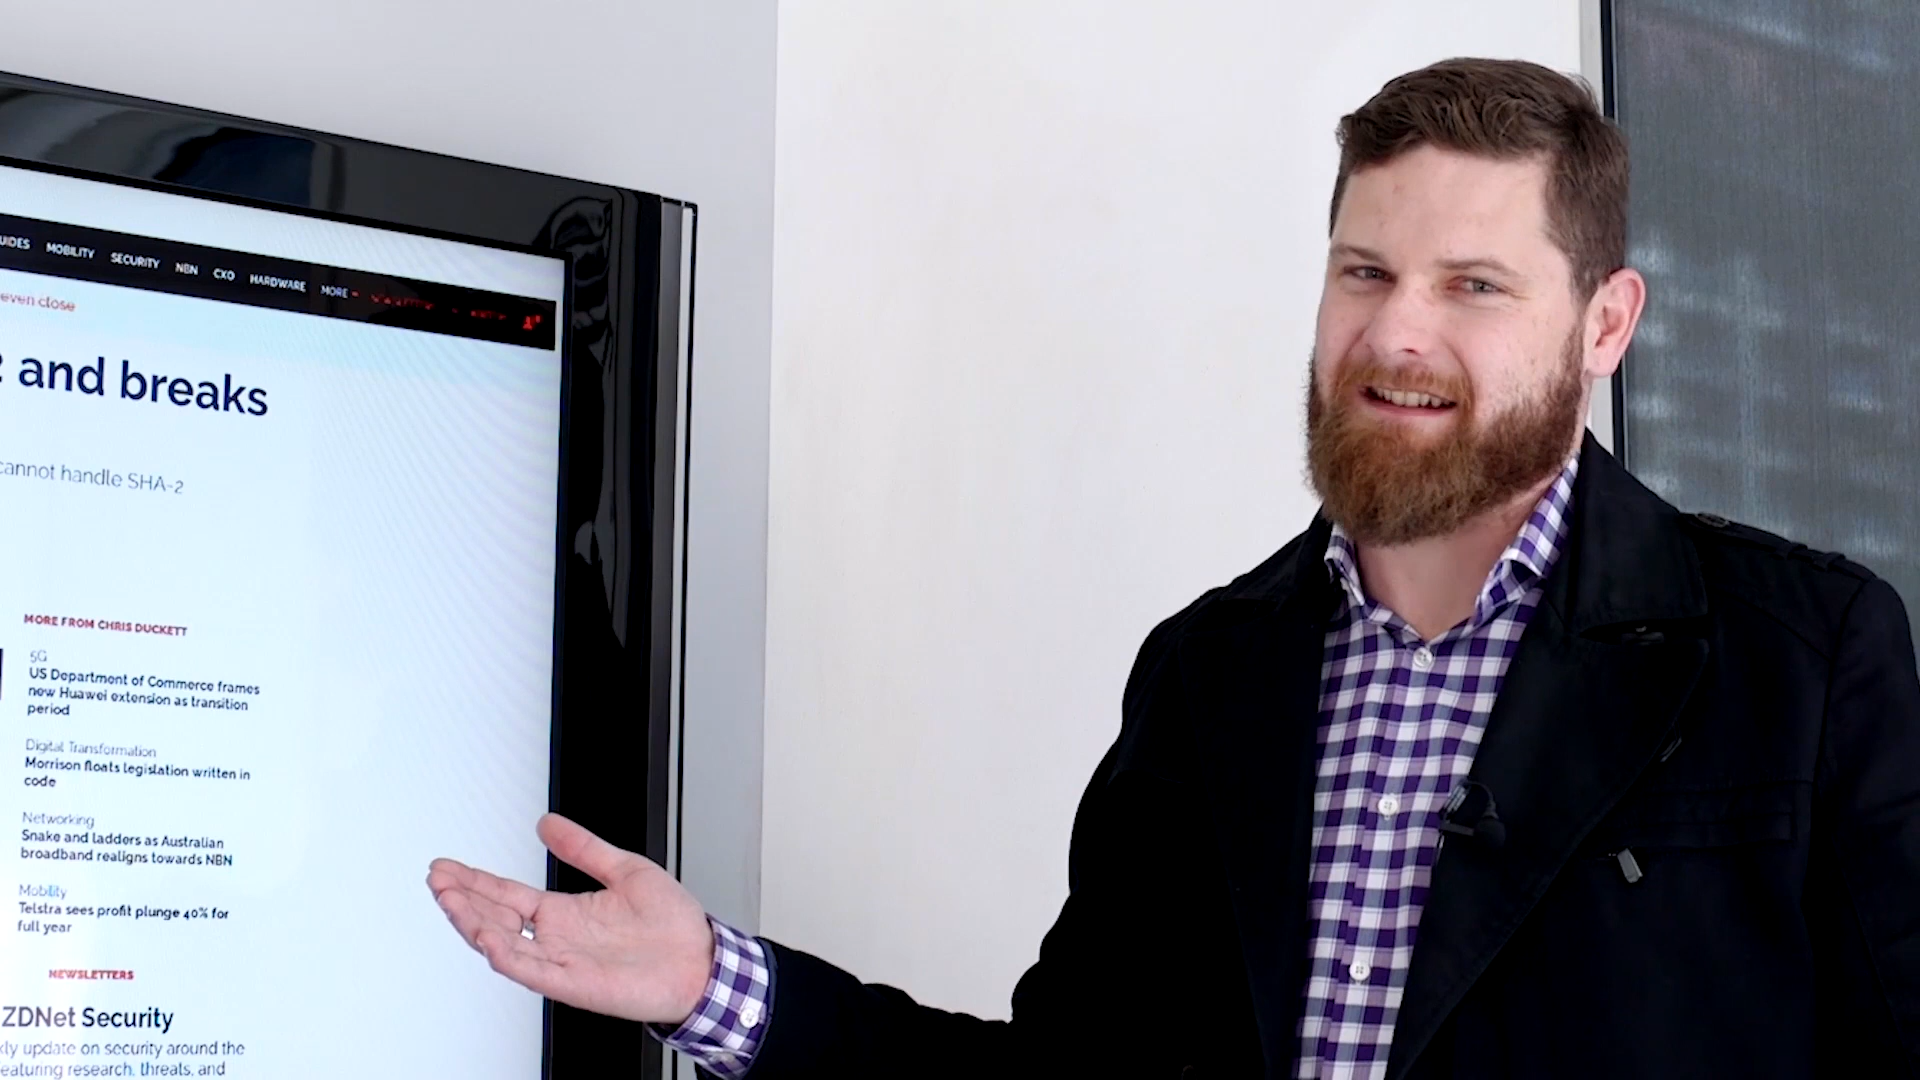 UIDES MOBILITY SECURITY NBN CXO HARDWARE MORE
even close
and breaks
cannot handle SHA-2
MORE FROM CHRIS DUCKETT
5G
US Department of Commerce frames
new Huawei extension as transition
period
Digital Transformation
Morrison floats legislation written in
code
Networking
Snake and ladders as Australian
broadband realigns towards NBN
Mobility
Telstra sees profit plunge 40% for
full year
NEWSLETTERS
ZDNet Security
kly update on security around the
eaturing research, threats, and